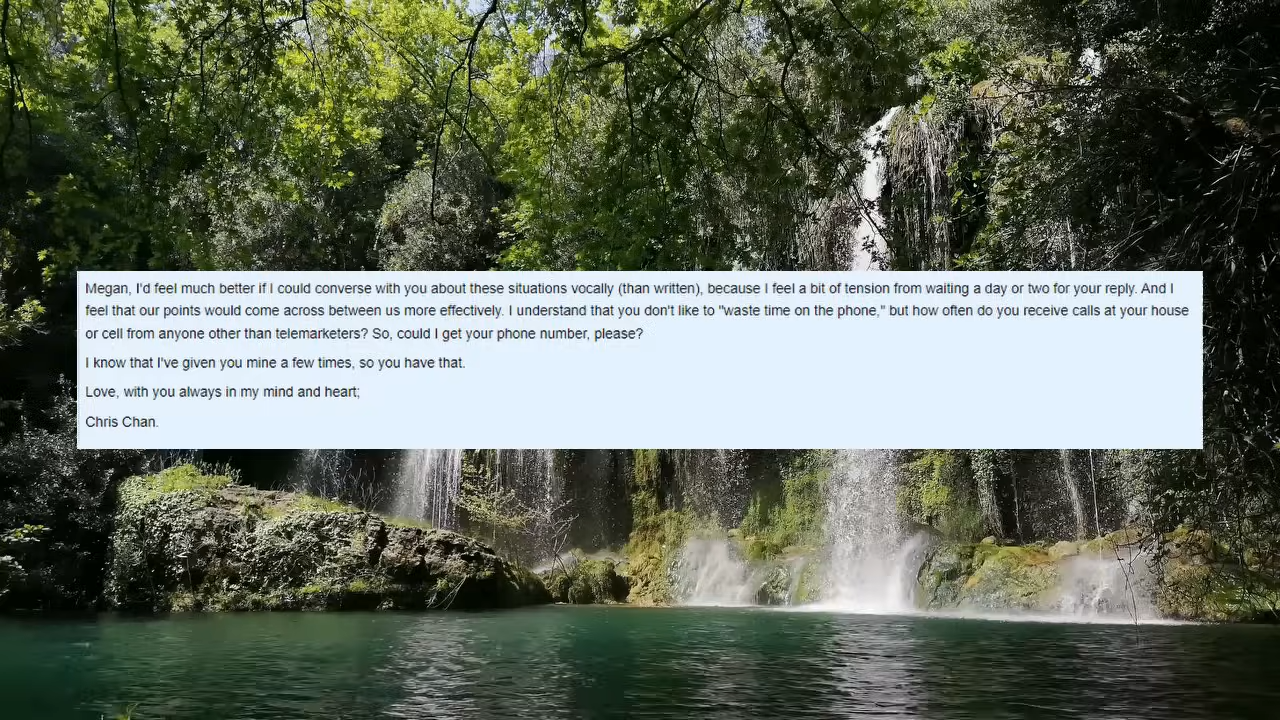 Megan, I'd feel much better if I could converse with you about these situations vocally (than written), because I feel a bit of tension from waiting a day or two for your reply. And I
feel that our points would come across between us more effectively. I understand that you don't like to "waste time on the phone," but how often do you receive calls at your house
or cell from anyone other than telemarketers? So, could I get your phone number, please?
I know that I've given you mine a few times, so you have that.
Love, with you always in my mind and heart;
Chris Chan.